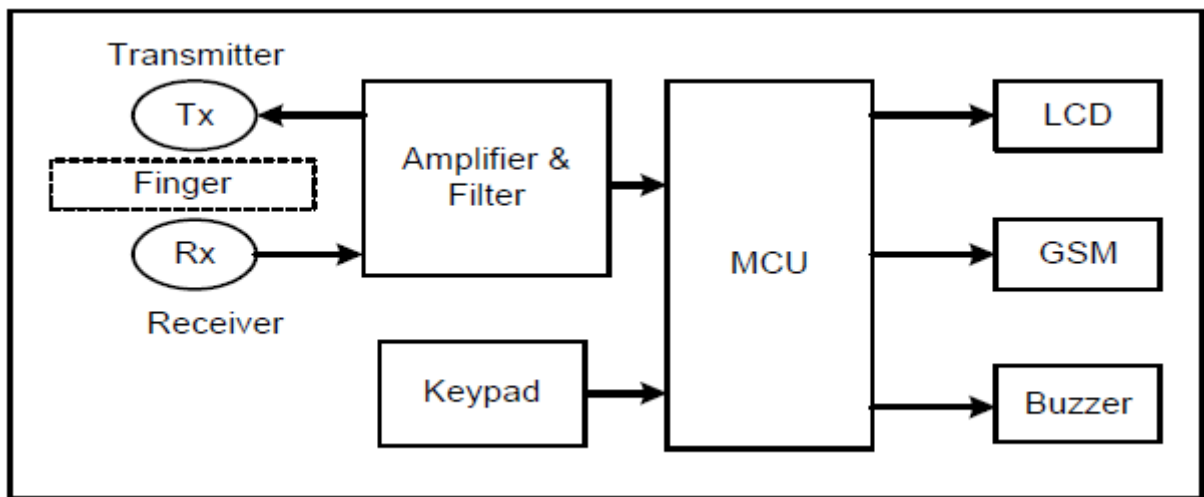 Transmitter
Tx
Finger
Rx
Receiver
Amplifier &
Filter
Keypad
MCU
LCD
GSM
Buzzer